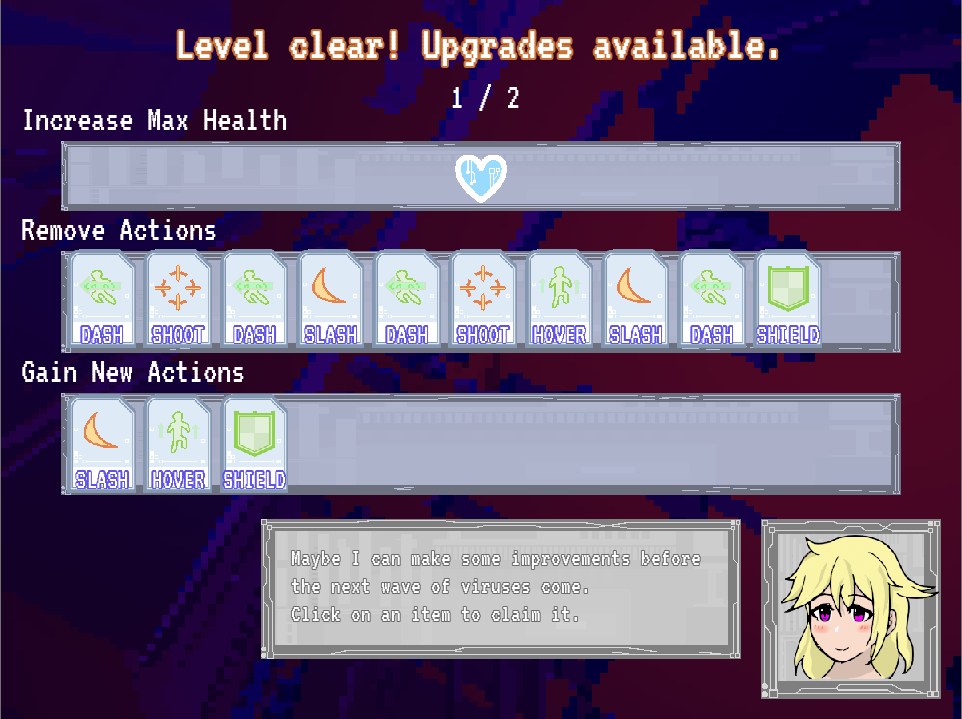 Level clear! Upgrades available.
1 / 2
Increase Max Health
Remove Actions
DASH SHOOT DASH SLASH DASH SHOOT HOVER SLASH DASH SHIELD
Gain New Actions
SLASH HOVER SHIELD
Maybe I can make some improvements before
the next wave of viruses come.
Click on an item to claim it.